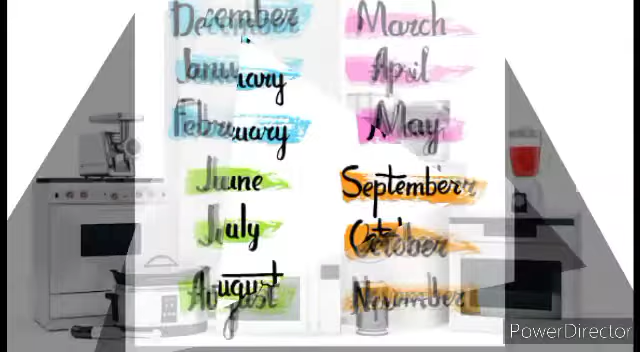 December
January
February
June
July
August
March
April
May
September
October
November
PowerDirector